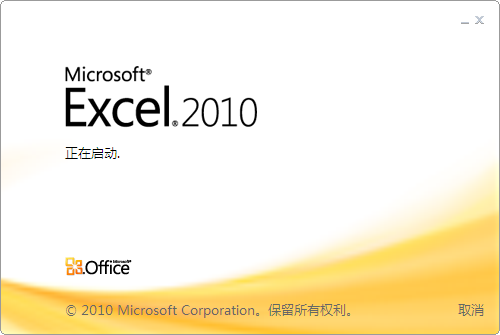 Microsoft®
Excel®2010
正在启动.
Microsoft®
Office
© 2010 Microsoft Corporation。保留所有权利。 取消